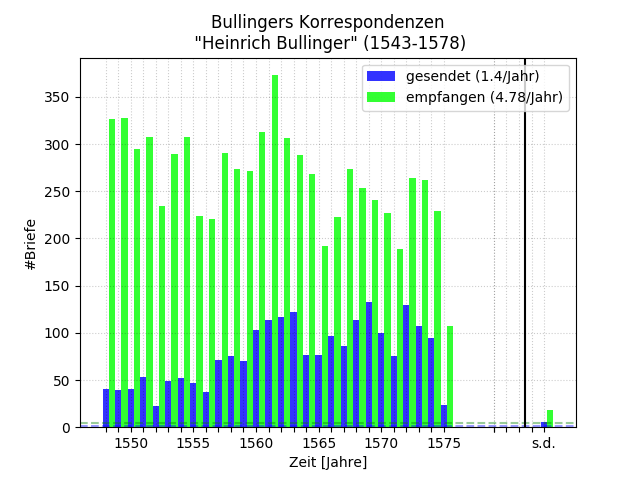 Bullingers Korrespondenzen
"Heinrich Bullinger" (1543-1578)
gesendet (1.4/Jahr)
empfangen (4.78/Jahr)
#Briefe
350
300
250
200
150
100
50
0
1550 1555 1560 1565 1570 1575 s.d.
Zeit [Jahre]